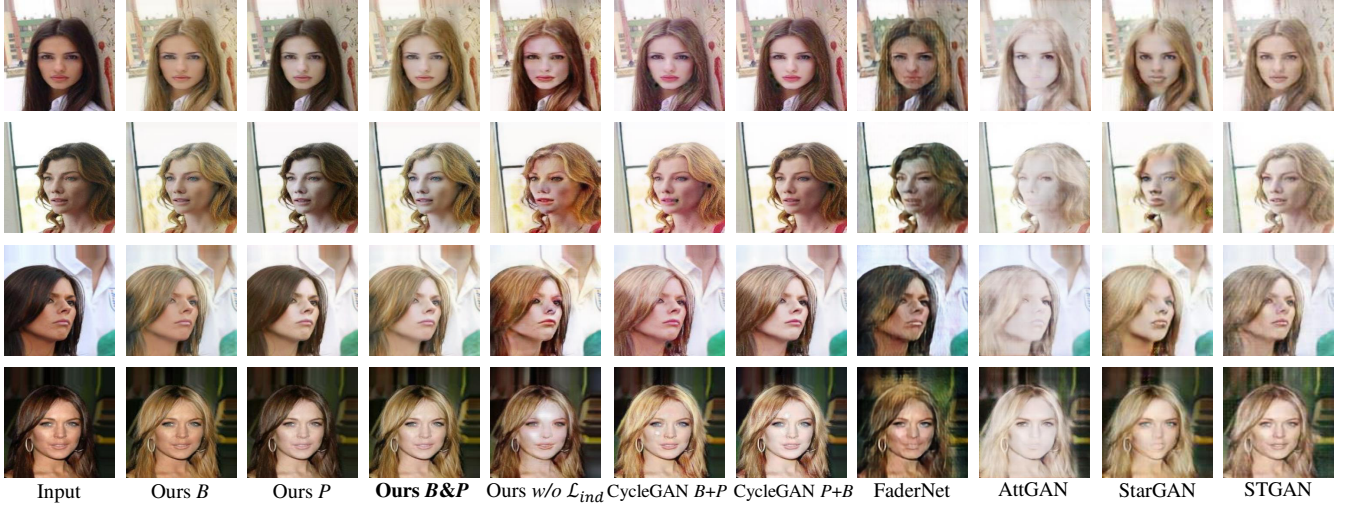 Input Ours B Ours P Ours B&P Ours w/o ℒind CycleGAN B+P CycleGAN P+B FaderNet AttGAN StarGAN STGAN